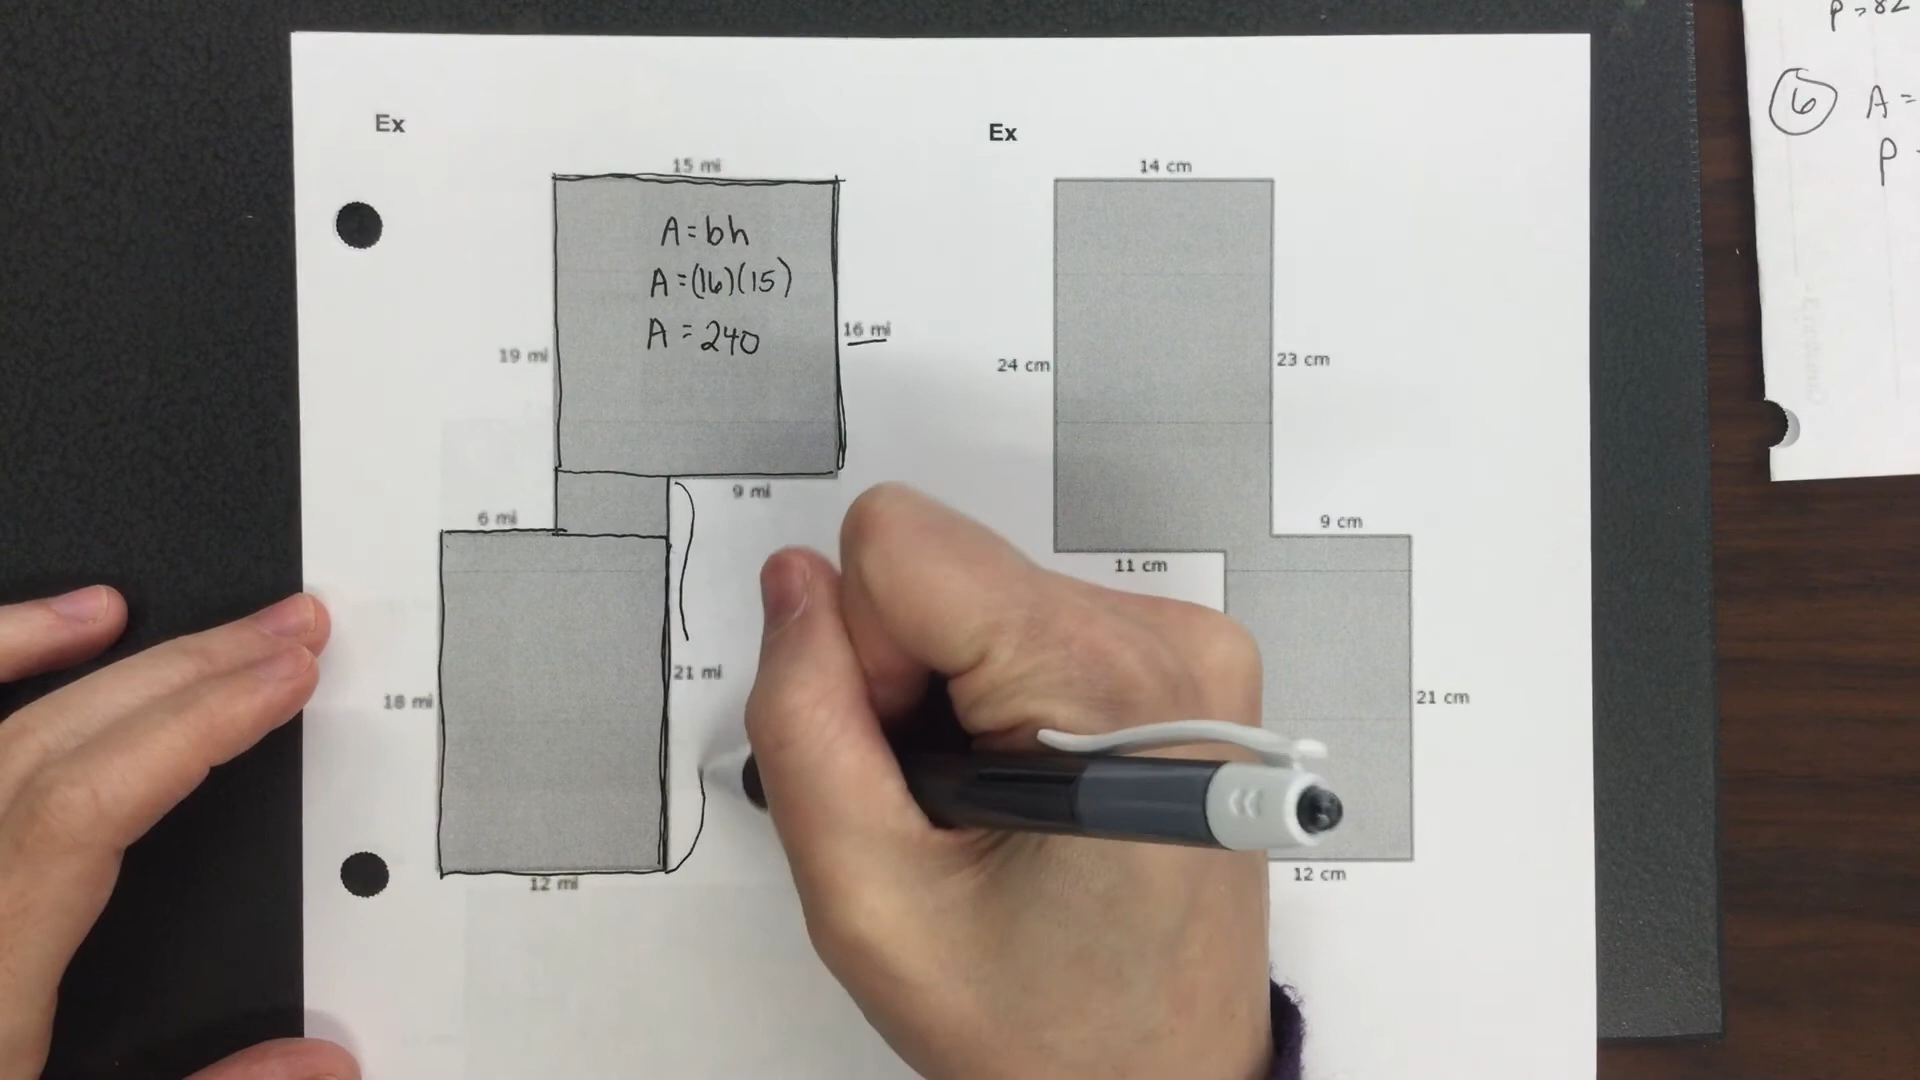 Ex
15 mi
A = bh
A = (16)(15)
A = 240
16 mi
19 mi
9 mi
6 mi
21 mi
18 mi
12 mi
Ex
14 cm
24 cm
23 cm
9 cm
11 cm
21 cm
12 cm
6 A =
P